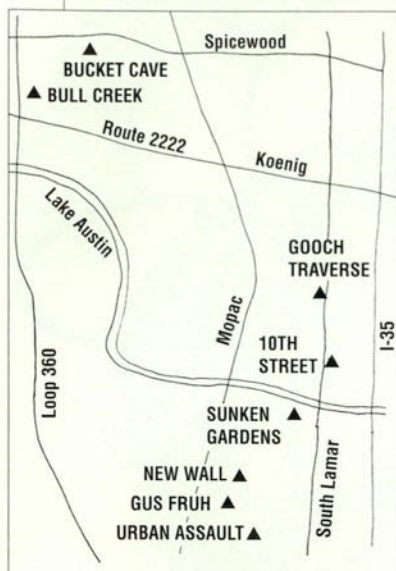 Spicewood
BUCKET CAVE
BULL CREEK
Route 2222
Koenig
Lake Austin
GOOCH
TRAVERSE
Mopac
I-35
10TH
STREET
Loop 360
SUNKEN
GARDENS
South Lamar
NEW WALL
GUS FRUH
URBAN ASSAULT